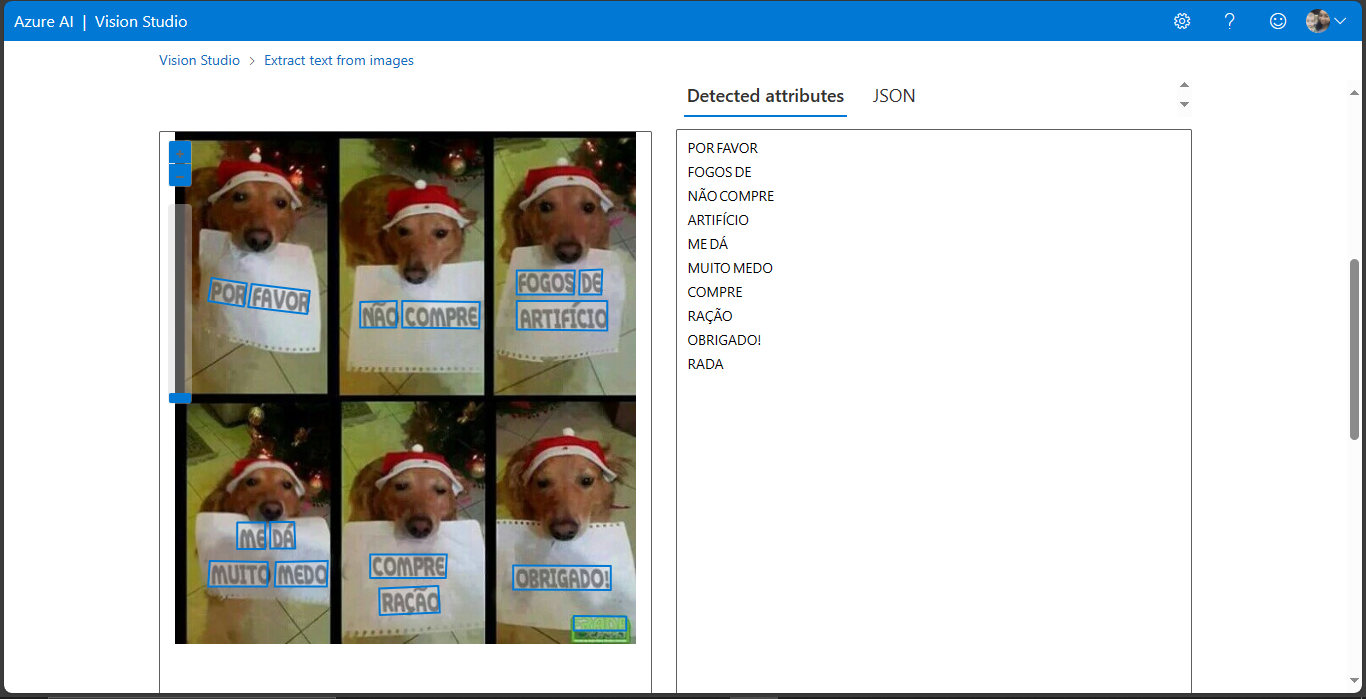 Azure AI | Vision Studio
Vision Studio > Extract text from images
POR FAVOR
NÃO COMPRE
FOGOS DE
ARTIFÍCIO
ME DÁ
MUITO MEDO
COMPRE
RAÇÃO
OBRIGADO!
Detected attributes
JSON
POR FAVOR
FOGOS DE
NÃO COMPRE
ARTIFÍCIO
ME DÁ
MUITO MEDO
COMPRE
RAÇÃO
OBRIGADO!
RADA